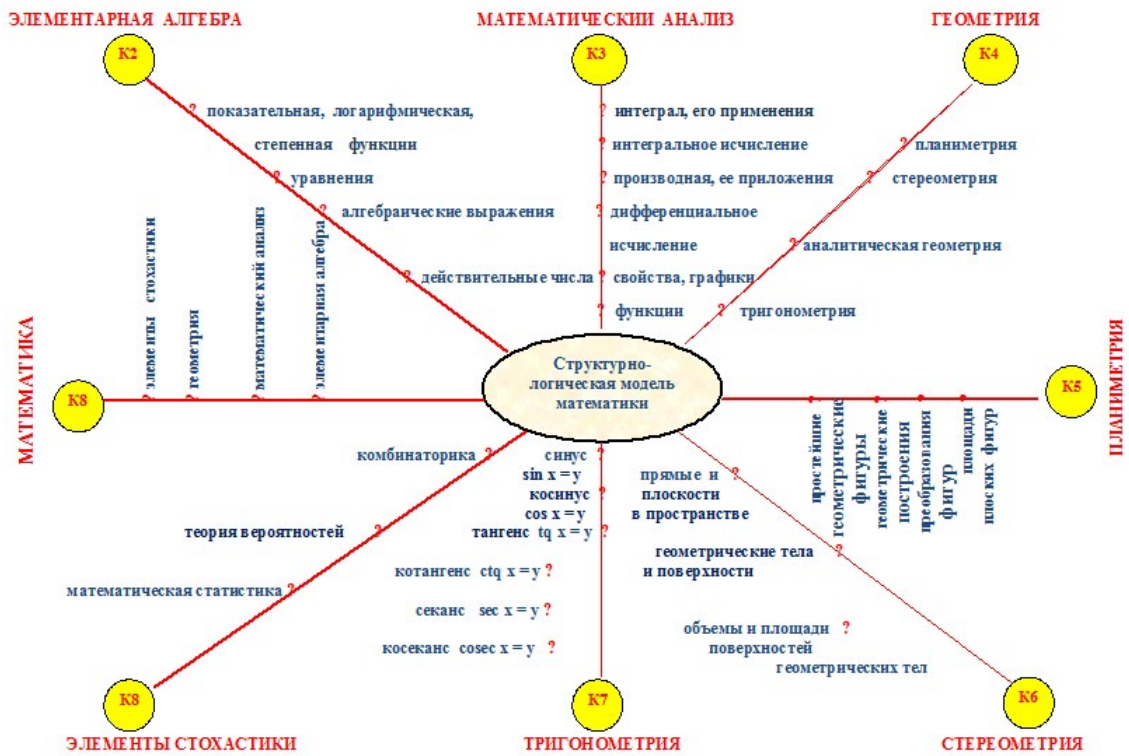 ЭЛЕМЕНТАРНАЯ АЛГЕБРА
К2
? показательная, логарифмическая,
степенная функции
? уравнения
? алгебраические выражения
? действительные числа
МАТЕМАТИЧЕСКИЙ АНАЛИЗ
К3
? интеграл, его применения
? интегральное исчисление
? производная, ее приложения
? дифференциальное
исчисление
? свойства, графики
? функции
ГЕОМЕТРИЯ
К4
? планиметрия
? стереометрия
? аналитическая геометрия
? тригонометрия
МАТЕМАТИКА
К8
? элементы стохастики
? геометрия
? математический анализ
? элементарная алгебра
Структурно-
логическая модель
математики
ПЛАНИМЕТРИЯ
К5
? простейшие
геометрические
фигуры
? геометрические
построения
? преобразования
фигур
? площади
плоских фигур
комбинаторика ?
теория вероятностей ?
математическая статистика ?
К8
ЭЛЕМЕНТЫ СТОХАСТИКИ
синус ?
sin x = y
косинус ?
cos x = y
тангенс tq x = y ?
котангенс ctq x = y ?
секанс sec x = y ?
косеканс cosec x = y ?
К7
ТРИГОНОМЕТРИЯ
прямые и ?
плоскости
в пространстве
геометрические тела ?
и поверхности
объемы и площади ?
поверхностей
геометрических тел
К6
СТЕРЕОМЕТРИЯ